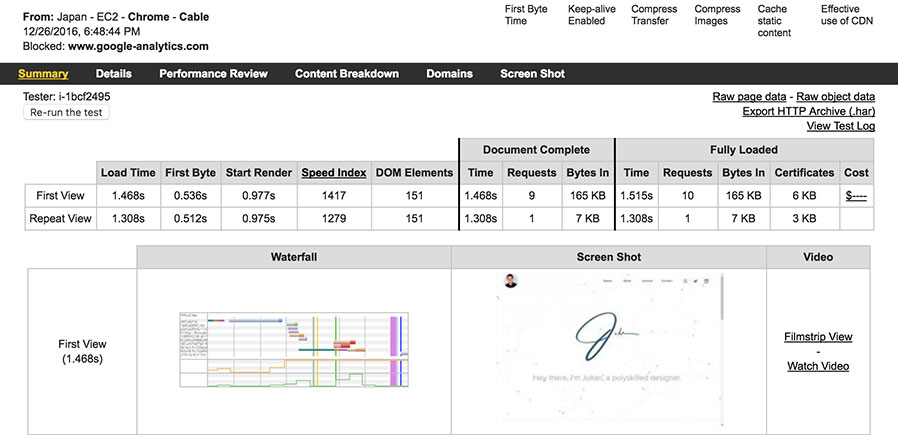 From: Japan - EC2 - Chrome - Cable
12/26/2016, 6:48:44 PM
Blocked: www.google-analytics.com
First Byte Time
Keep-alive Enabled
Compress Transfer
Compress Images
Cache static content
Effective use of CDN
Summary Details Performance Review Content Breakdown Domains Screen Shot
Tester: i-1bcf2495
Re-run the test
Raw page data - Raw object data
Export HTTP Archive (.har)
View Test Log
Document Complete Fully Loaded
Load Time First Byte Start Render Speed Index DOM Elements Time Requests Bytes In Time Requests Bytes In Certificates Cost
First View 1.468s 0.536s 0.977s 1417 151 1.468s 9 165 KB 1.515s 10 165 KB 6 KB $----
Repeat View 1.308s 0.512s 0.975s 1279 151 1.308s 1 7 KB 1.308s 1 7 KB 3 KB
Waterfall Screen Shot Video
First View
(1.468s)
Hey there, I'm Julian, a polyskilled designer.
Filmstrip View
-
Watch Video